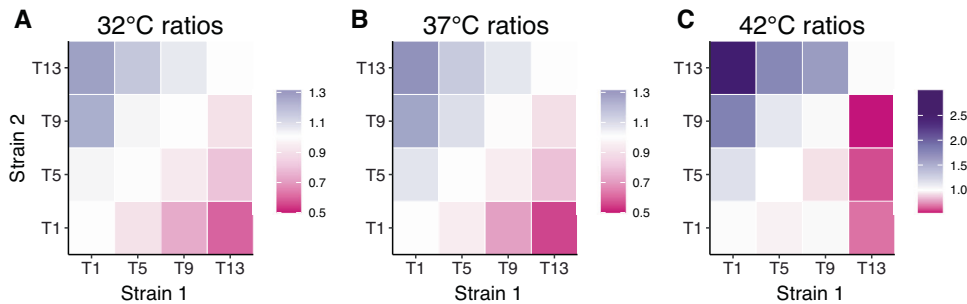 A
32°C ratios
T13
T9
T5
T1
Strain 2
T1 T5 T9 T13
Strain 1
1.3
1.1
0.9
0.7
0.5
B
37°C ratios
T13
T9
T5
T1
T1 T5 T9 T13
Strain 1
1.3
1.1
0.9
0.7
0.5
C
42°C ratios
T13
T9
T5
T1
T1 T5 T9 T13
Strain 1
2.5
2.0
1.5
1.0